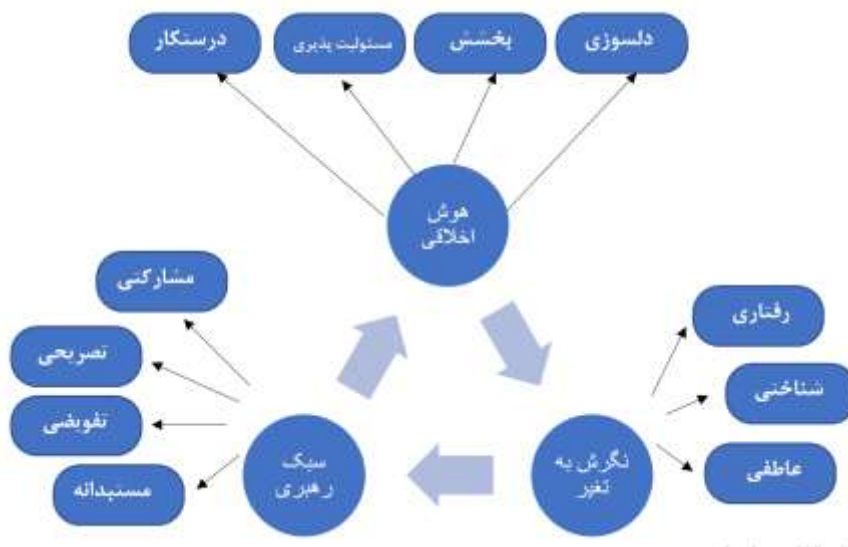 دلسوزی
بخشش
مسئولیت پذیری
درستکار
هوش
اخلاقی
مشارکتی
تصریحی
تفویضی
مستبدانه
سبک
رهبری
رفتاری
شناختی
عاطفی
نگرش به
تغیر